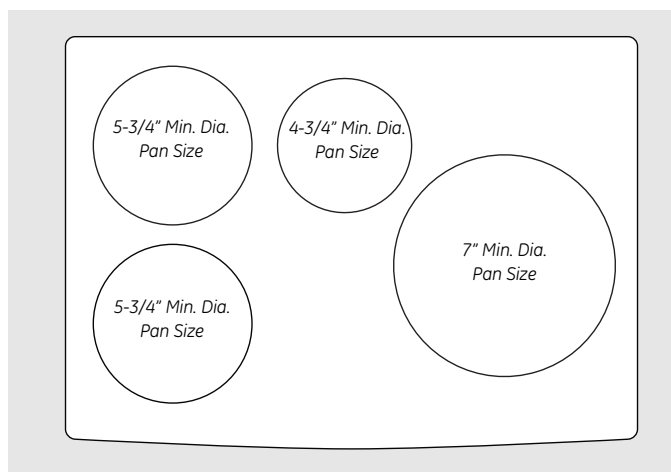 5-3/4" Min. Dia.
Pan Size
4-3/4" Min. Dia.
Pan Size
7" Min. Dia.
Pan Size
5-3/4" Min. Dia.
Pan Size